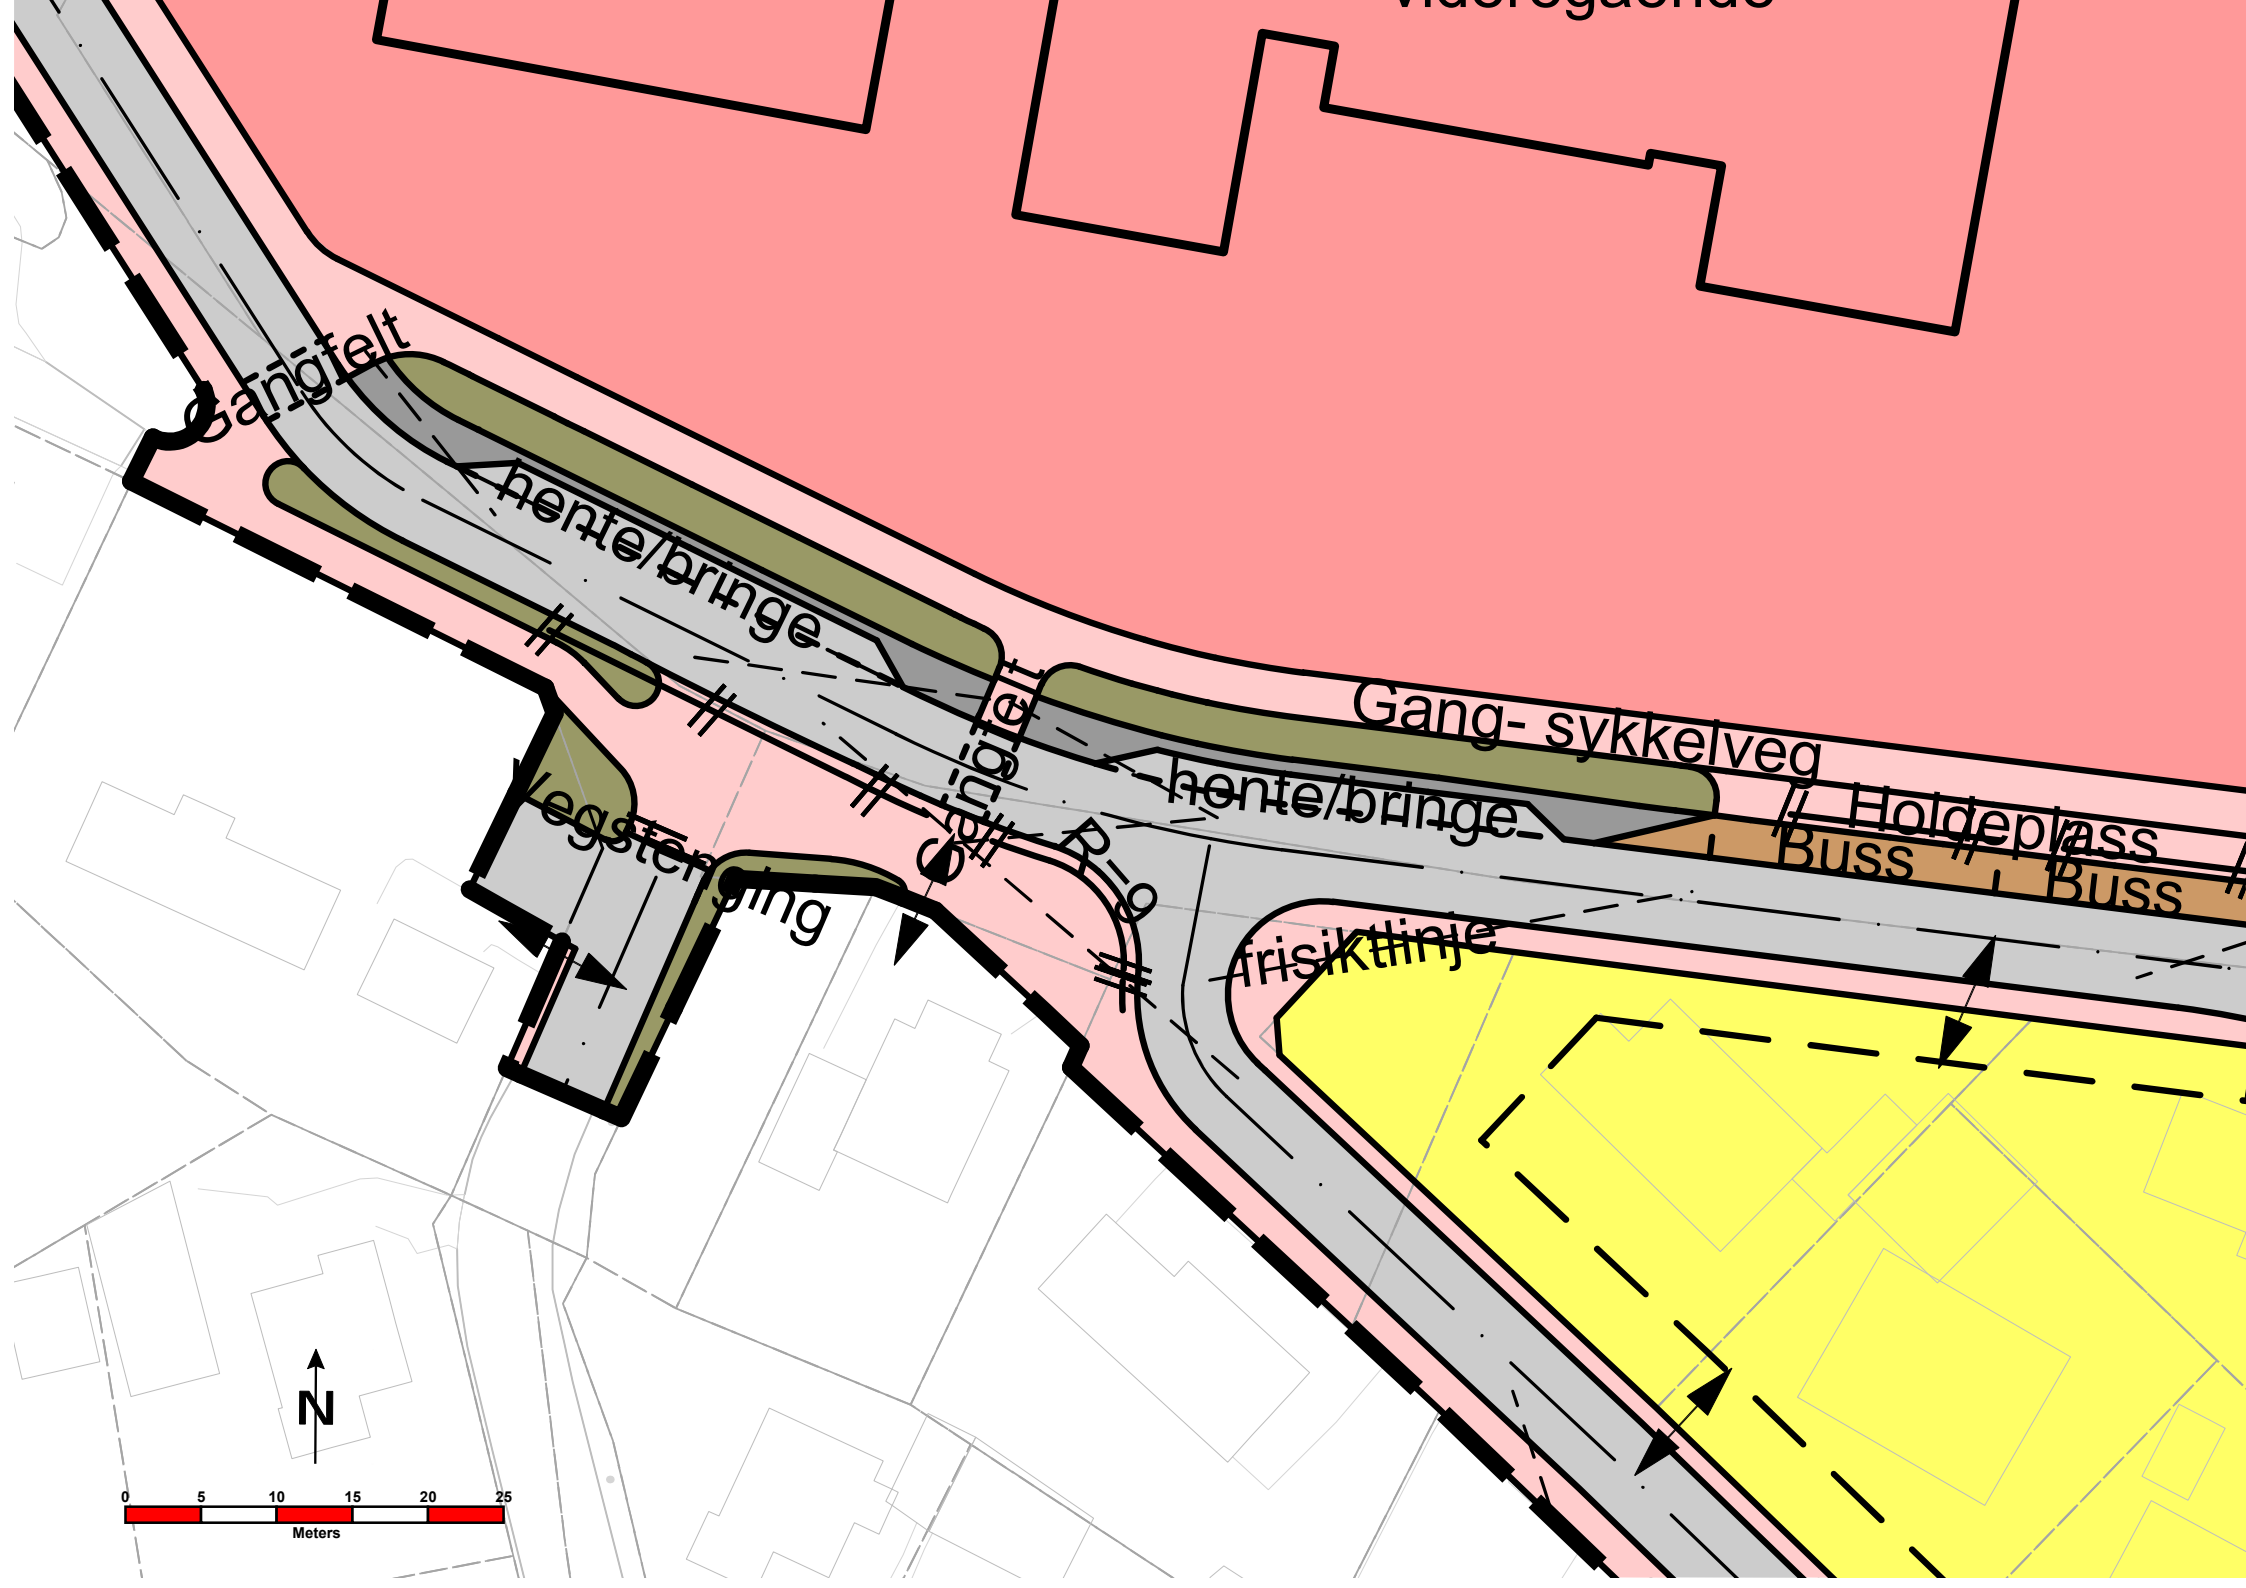 videregående
Gangfelt
hente/bringe
Gangfelt
Gang- sykkelveg
hente/bringe
Holdeplass
Buss
Buss
Vegstenging
R=9
frisiktlinje
N
0 5 10 15 20 25
Meters